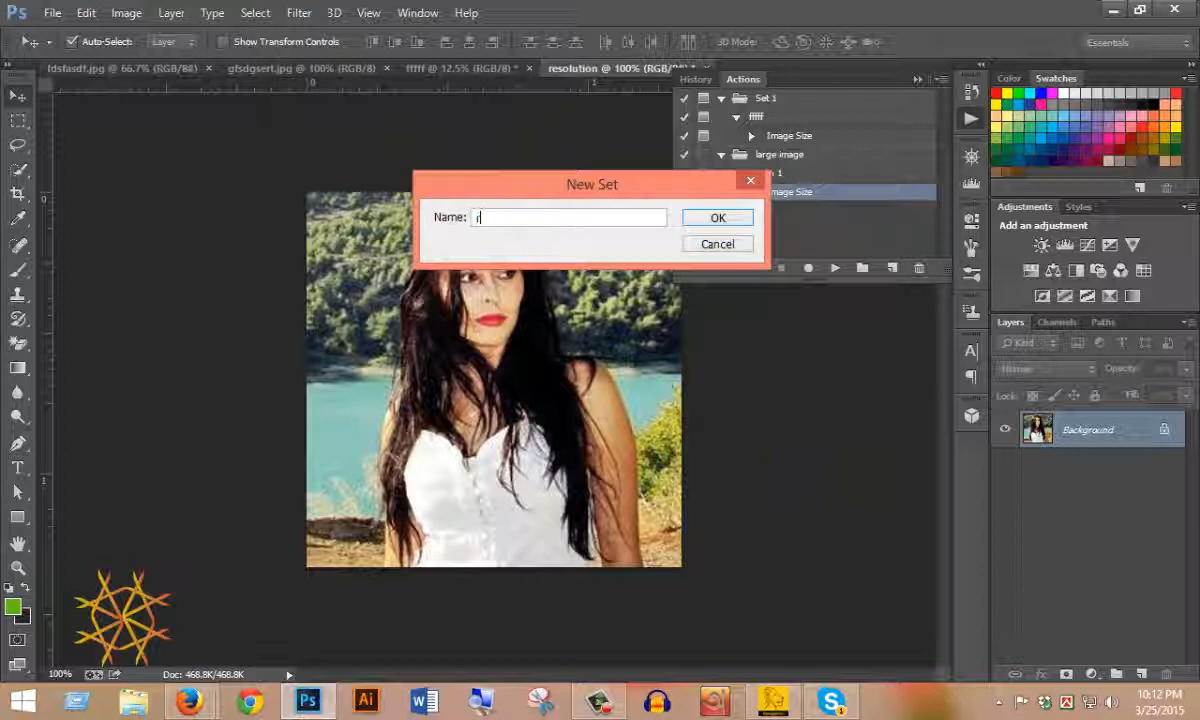 Ps File Edit Image Layer Type Select Filter 3D View Window Help
Auto-Select: Layer Show Transform Controls 3D Mode: Essentials
fdsfasdf.jpg @ 66.7% (RGB/8#) × gfsdgsert.jpg @ 100% (RGB/8) × fffff @ 12.5% (RGB/8) * × resolution @ 100% (RGB/8) *
History Actions
Set 1
fffff
Image Size
large image
Image Size
New Set
Name: r
OK
Cancel
Color Swatches
Adjustments Styles
Add an adjustment
Layers Channels Paths
Kind
Opacity:
Lock: Fill:
Background
100% Doc: 468.8K/468.8K
Ps Ai W S
10:12 PM
3/25/2015